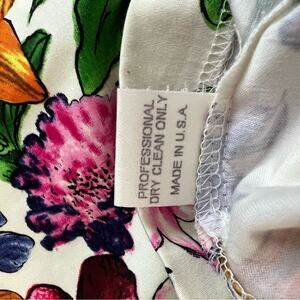 PROFESSIONAL
DRY CLEAN ONLY
MADE IN U.S.A.